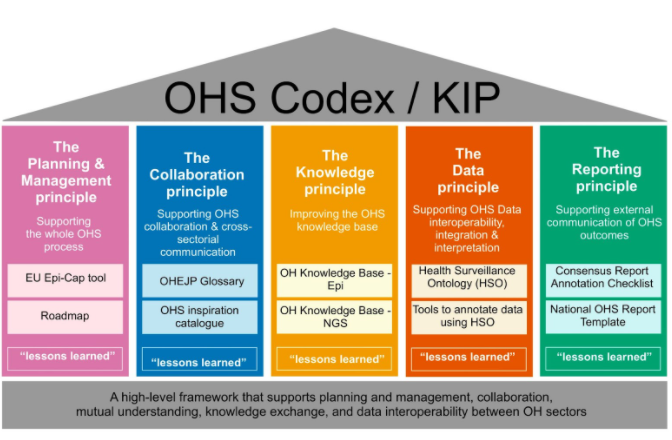 OHS Codex / KIP
The
Planning &
Management
principle
Supporting
the whole OHS
process
EU Epi-Cap tool
Roadmap
“lessons learned”
The
Collaboration
principle
Supporting OHS
collaboration & cross-
sectorial
communication
OHEJP Glossary
OHS inspiration
catalogue
“lessons learned”
The
Knowledge
principle
Improving the OHS
knowledge base
OH Knowledge Base -
Epi
OH Knowledge Base -
NGS
“lessons learned”
The
Data
principle
Supporting OHS Data
interoperability,
integration &
interpretation
Health Surveillance
Ontology (HSO)
Tools to annotate data
using HSO
“lessons learned”
The
Reporting
principle
Supporting external
communication of OHS
outcomes
Consensus Report
Annotation Checklist
National OHS Report
Template
“lessons learned”
A high-level framework that supports planning and management, collaboration,
mutual understanding, knowledge exchange, and data interoperability between OH sectors